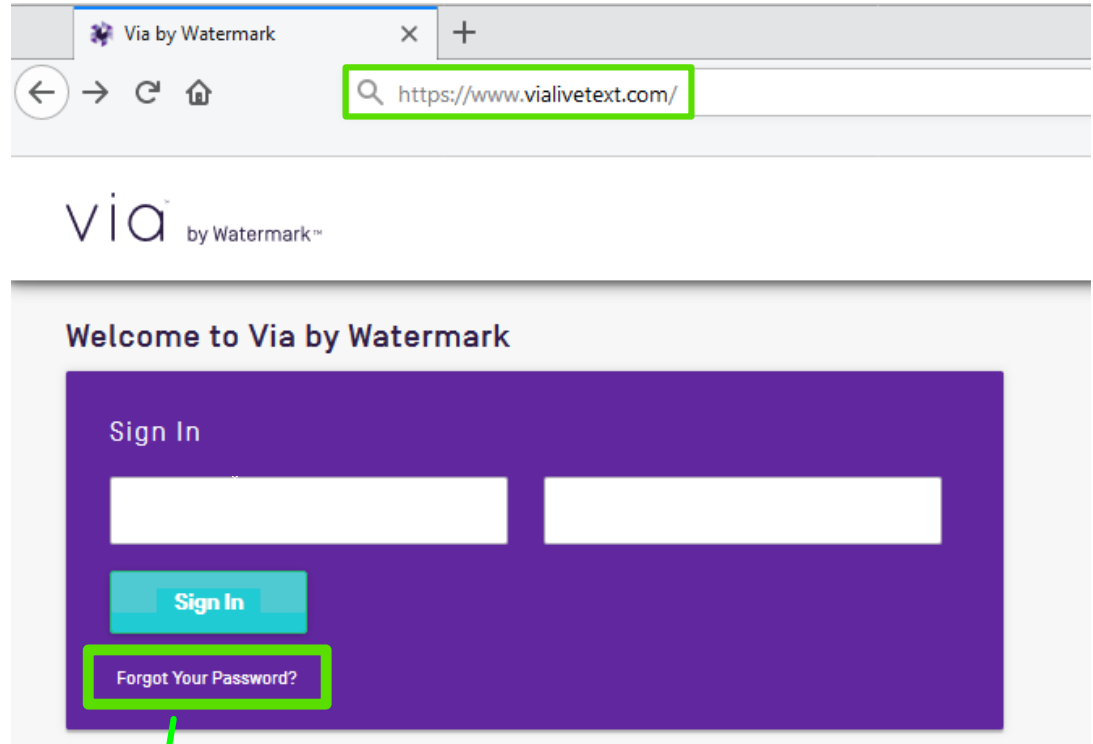 Via by Watermark
https://www.vialivetext.com/
via by Watermark™
Welcome to Via by Watermark
Sign In
Sign In
Forgot Your Password?